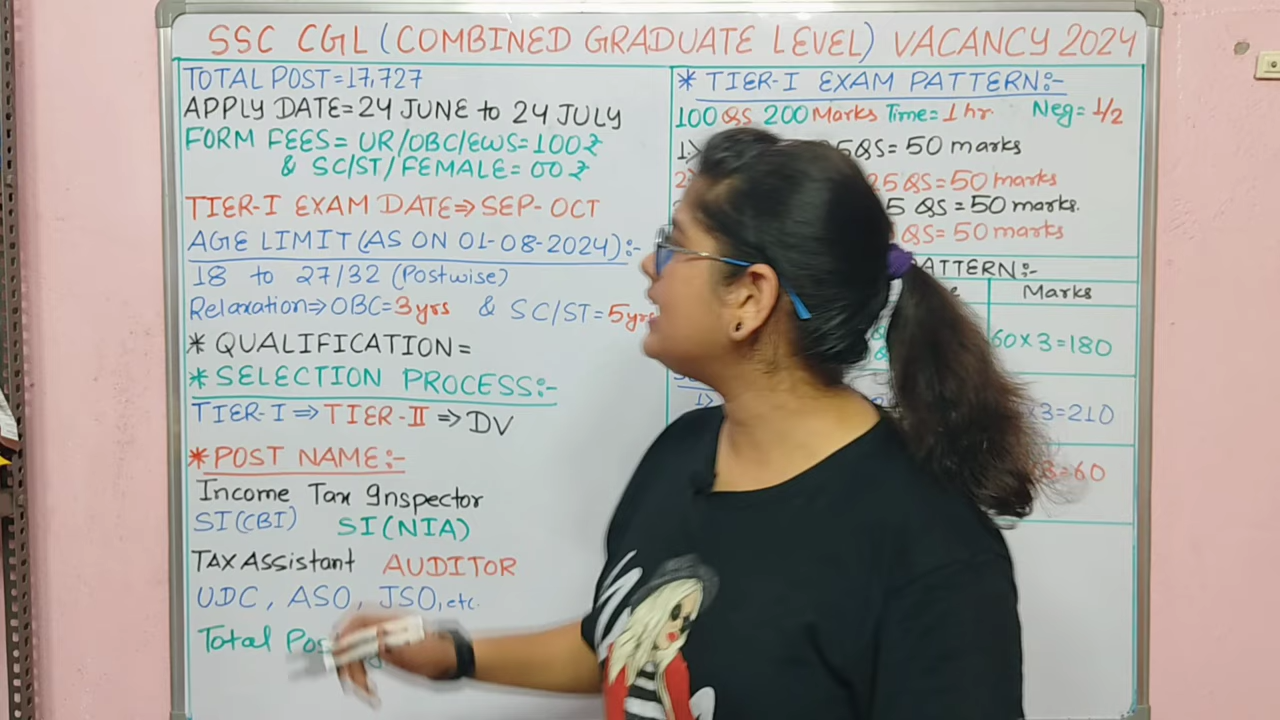 SSC CGL (COMBINED GRADUATE LEVEL) VACANCY 2024
TOTAL POST=17,727
APPLY DATE=24 JUNE to 24 JULY
FORM FEES= UR/OBC/EWS=100₹
& SC/ST/FEMALE=00₹
TIER-I EXAM DATE⇒SEP-OCT
AGE LIMIT(AS ON 01-08-2024):-
18 to 27/32 (Postwise)
Relaxation⇒OBC=3yrs & SC/ST=5yrs
* QUALIFICATION=
*SELECTION PROCESS:-
TIER-I⇒TIER-II⇒DV
*POST NAME:-
Income Tax Inspector
SI(CBI) SI(NIA)
TAX Assistant AUDITOR
UDC, ASO, JSO, etc.
Total
* TIER-I EXAM PATTERN:-
100 QS 200 Marks Time=1hr. Neg=1/2
1> 5QS=50 marks
2> 25 QS=50 marks
5 QS=50 marks.
QS=50 marks
ATTERN:-
Marks
60×3=180
1> ×3=210
=60